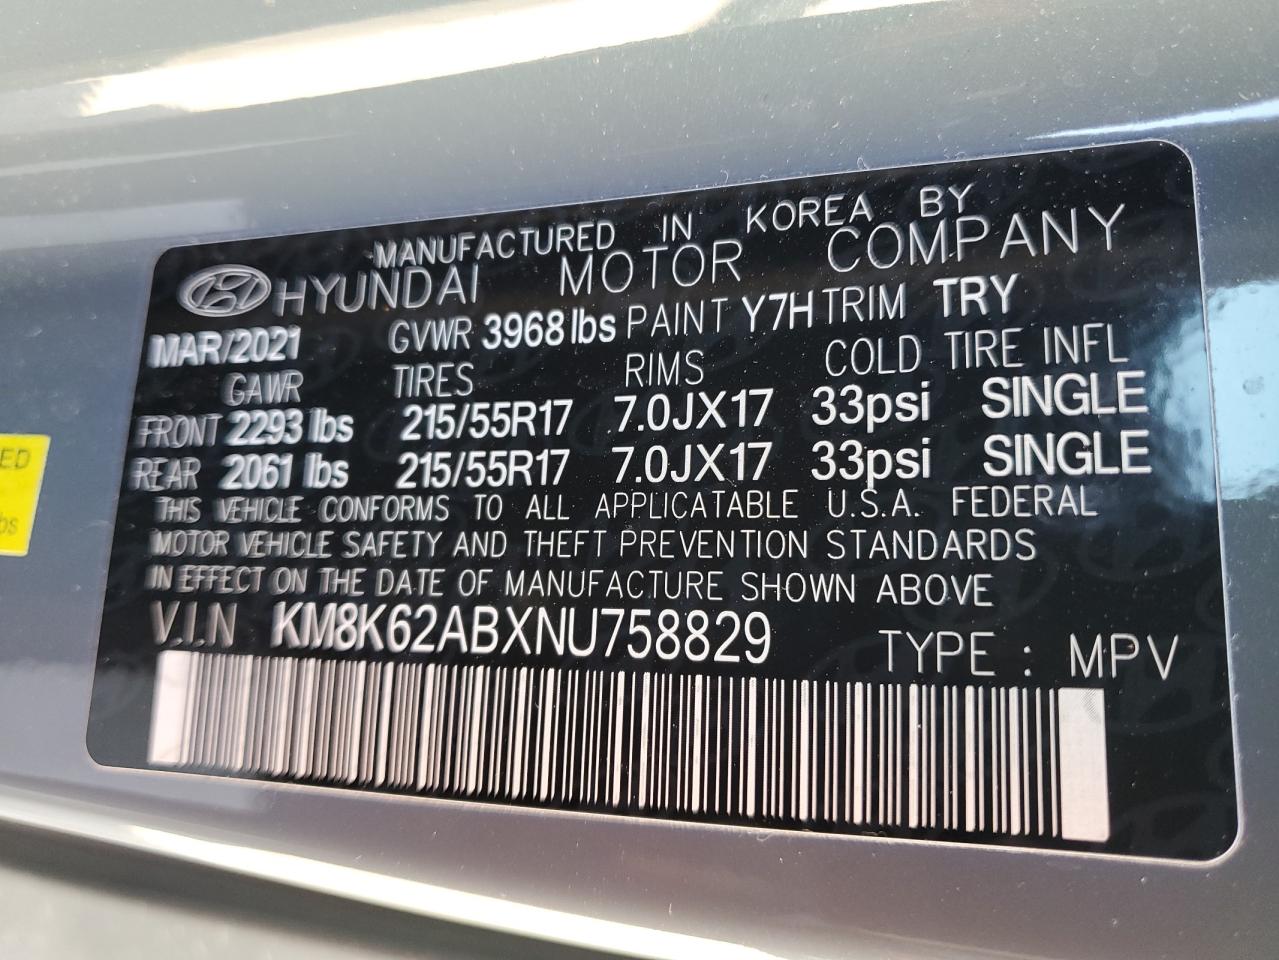 MANUFACTURED IN KOREA BY
HYUNDAI MOTOR COMPANY
MAR/2021 GVWR 3968 lbs PAINT Y7H TRIM TRY
GAWR TIRES RIMS COLD TIRE INFL
FRONT 2293 lbs 215/55R17 7.0JX17 33psi SINGLE
REAR 2061 lbs 215/55R17 7.0JX17 33psi SINGLE
THIS VEHICLE CONFORMS TO ALL APPLICATABLE U.S.A. FEDERAL
MOTOR VEHICLE SAFETY AND THEFT PREVENTION STANDARDS
IN EFFECT ON THE DATE OF MANUFACTURE SHOWN ABOVE
V.I.N KM8K62ABXNU758829 TYPE : MPV
ED
bs